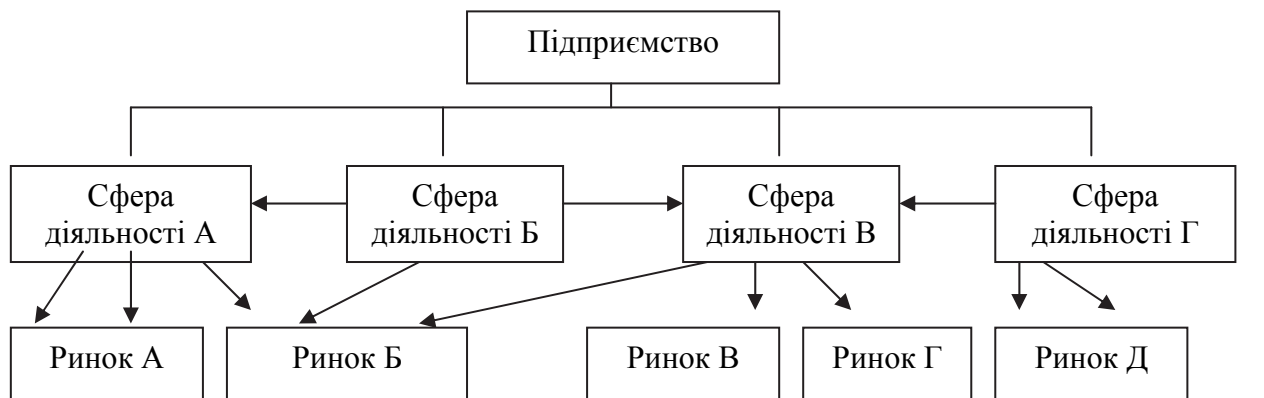 Підприємство
Сфера
діяльності А
Сфера
діяльності Б
Сфера
діяльності В
Сфера
діяльності Г
Ринок А
Ринок Б
Ринок В
Ринок Г
Ринок Д